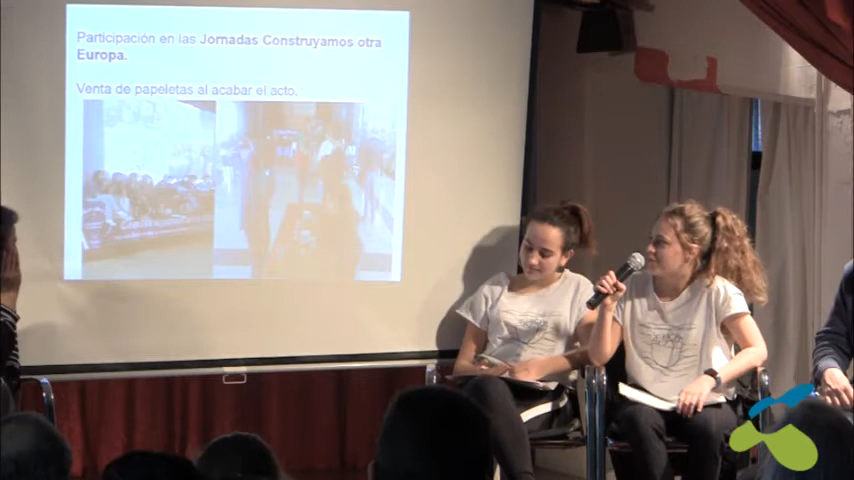 Participación en las Jornadas Construyamos otra
Europa.
Venta de papeletas al acabar el acto.